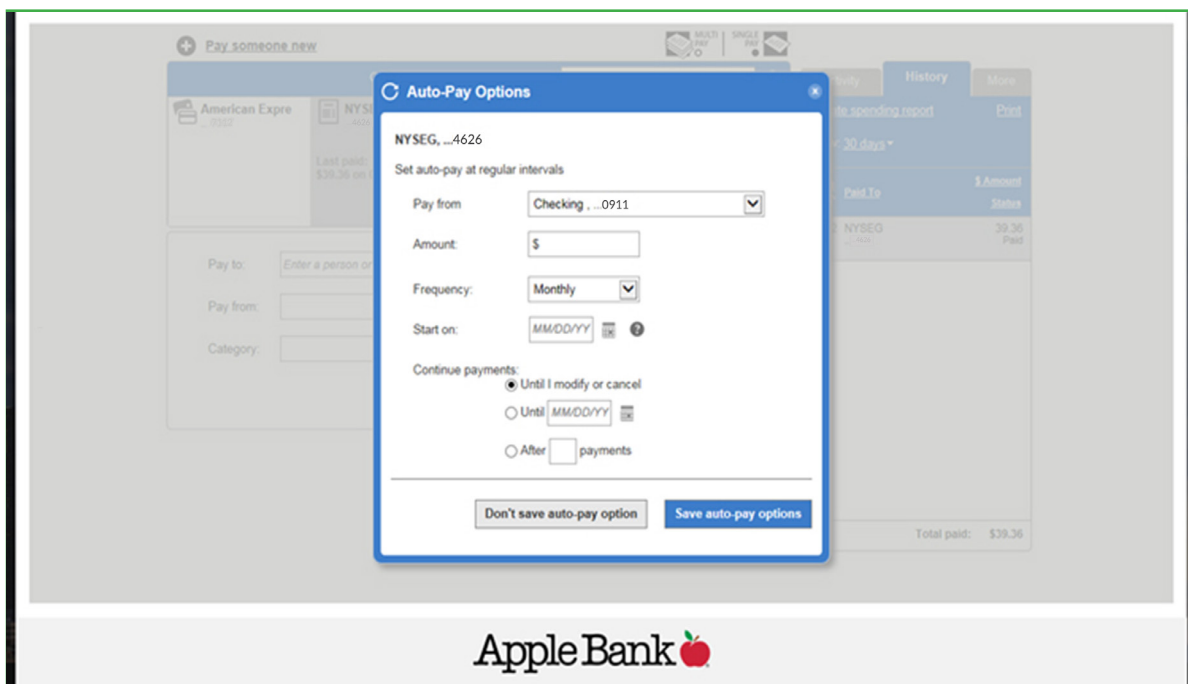 Pay someone new
MULTI PAY
SINGLE PAY
History
More
American Expre
Print
30 days
Last paid:
Paid To
$ Amount
Status
NYSEG
39.36
Paid
Pay to:
Enter a person or
Pay from:
Category:
Total paid: $39.36
Auto-Pay Options
NYSEG, ...4626
Set auto-pay at regular intervals
Pay from
Checking , ...0911
Amount:
$
Frequency:
Monthly
Start on:
MM/DD/YY
Continue payments:
Until I modify or cancel
Until MM/DD/YY
After payments
Don't save auto-pay option
Save auto-pay options
Apple Bank